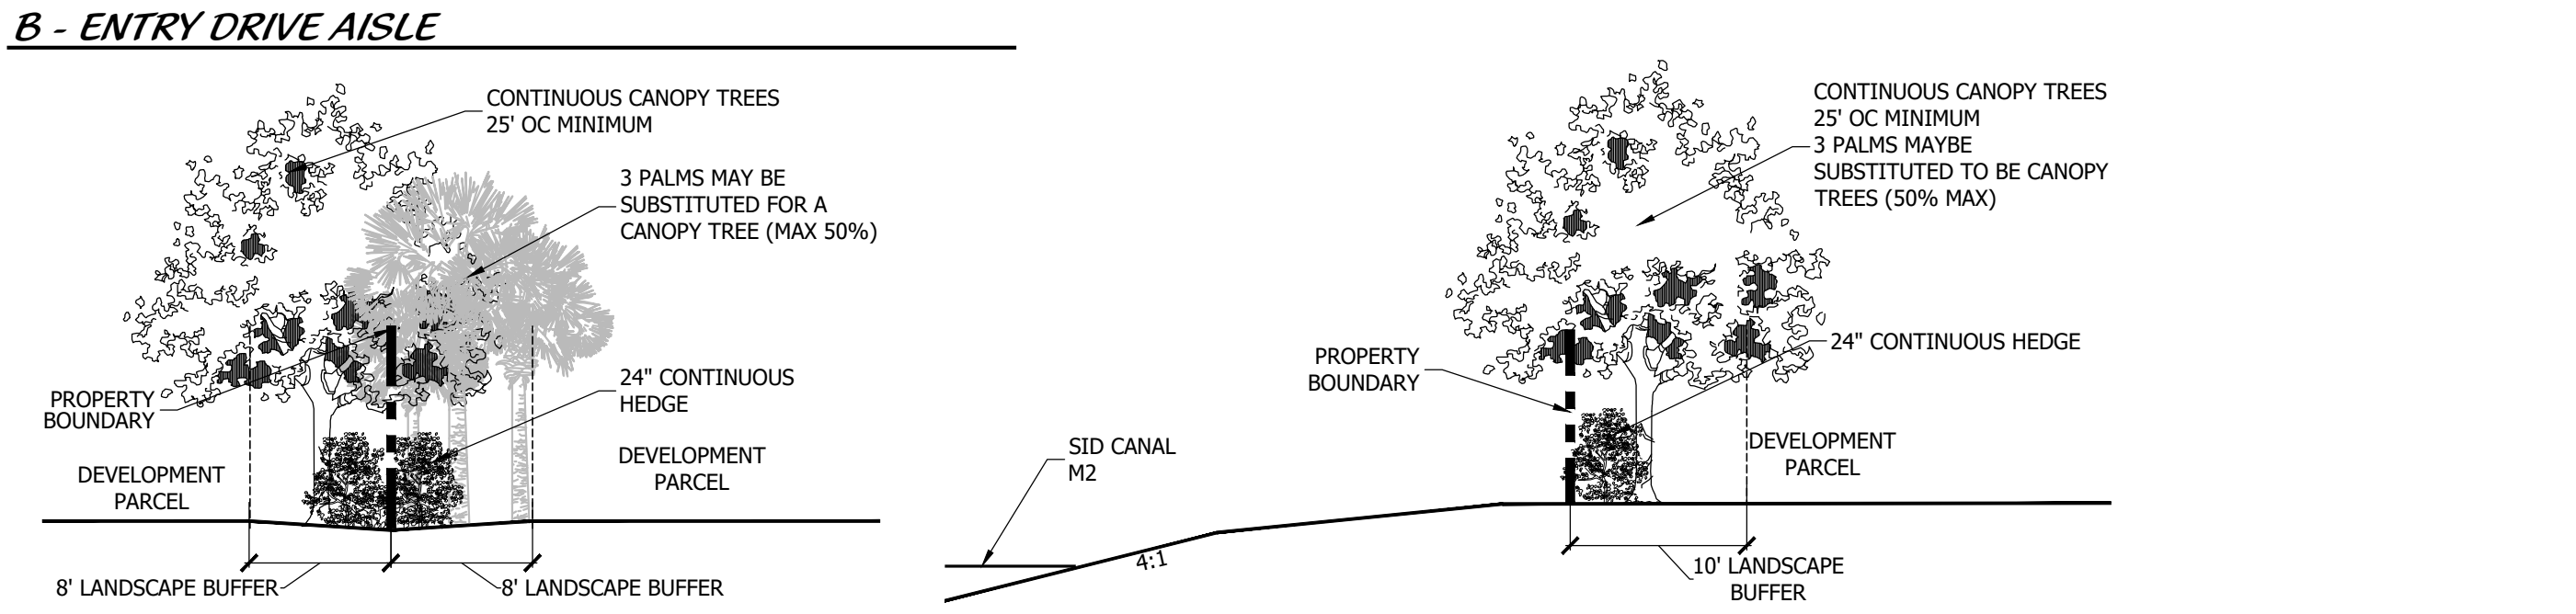 B - ENTRY DRIVE AISLE
CONTINUOUS CANOPY TREES
25' OC MINIMUM
3 PALMS MAY BE
SUBSTITUTED FOR A
CANOPY TREE (MAX 50%)
24" CONTINUOUS
HEDGE
PROPERTY
BOUNDARY
DEVELOPMENT
PARCEL
DEVELOPMENT
PARCEL
8' LANDSCAPE BUFFER
8' LANDSCAPE BUFFER
CONTINUOUS CANOPY TREES
25' OC MINIMUM
3 PALMS MAYBE
SUBSTITUTED TO BE CANOPY
TREES (50% MAX)
24" CONTINUOUS HEDGE
PROPERTY
BOUNDARY
SID CANAL
M2
DEVELOPMENT
PARCEL
4:1
10' LANDSCAPE
BUFFER